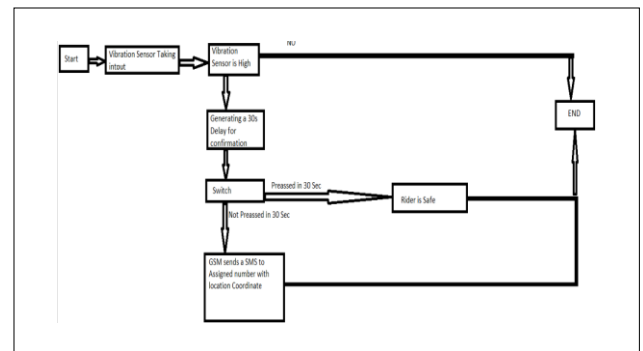 NO
Start
Vibration Sensor Taking
intout
Vibration
Sensor is High
END
Generating a 30s
Delay for
confirmation
Switch
Preassed in 30 Sec
Rider is Safe
Not Preassed in 30 Sec
GSM sends a SMS to
Assigned number with
location Coordinate